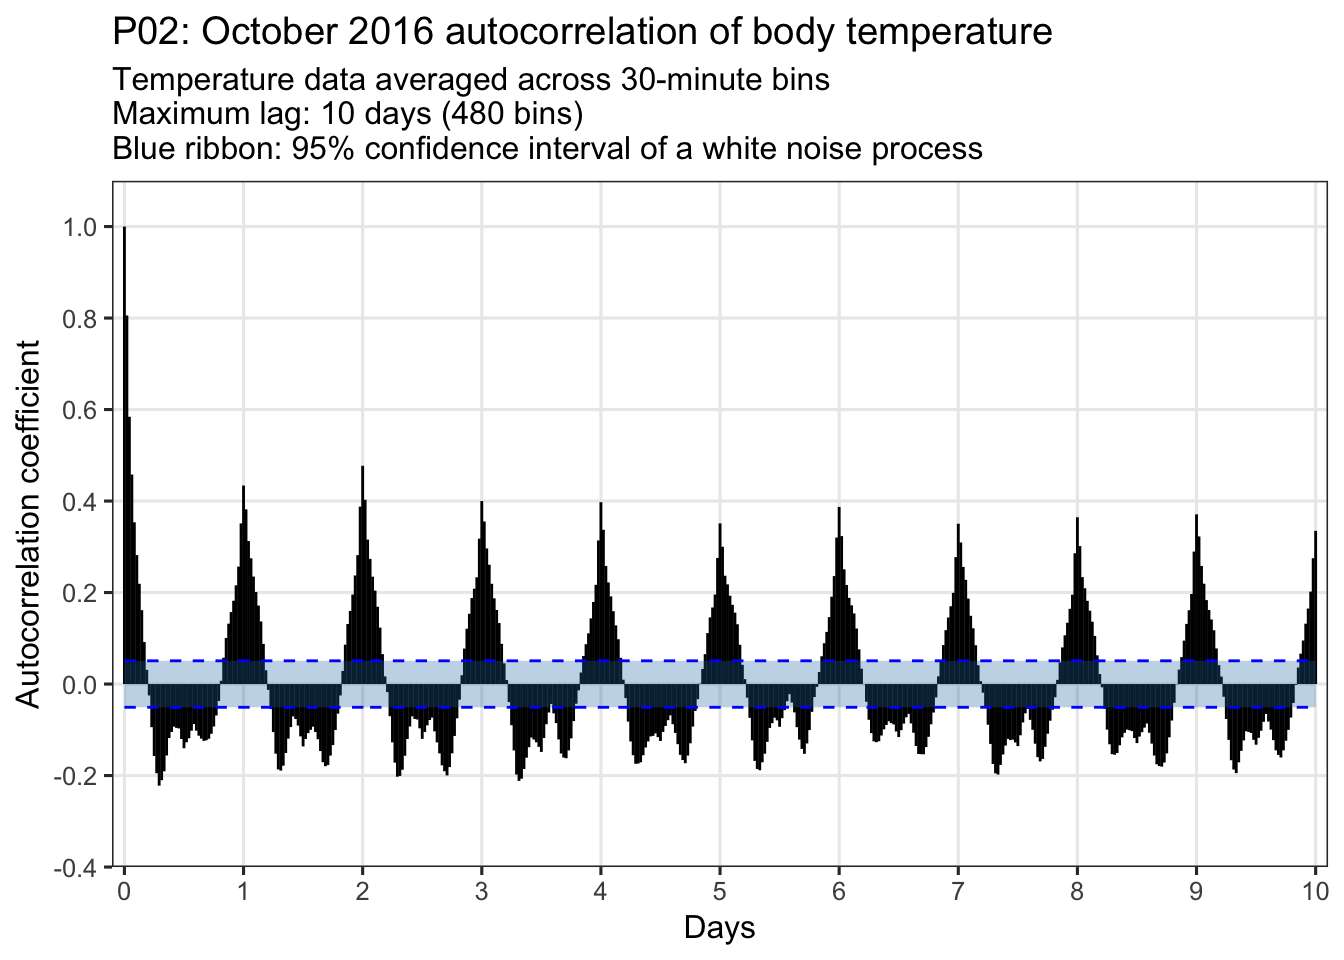 P02: October 2016 autocorrelation of body temperature
Temperature data averaged across 30-minute bins
Maximum lag: 10 days (480 bins)
Blue ribbon: 95% confidence interval of a white noise process
Autocorrelation coefficient
1.0
0.8
0.6
0.4
0.2
0.0
-0.2
-0.4
0 1 2 3 4 5 6 7 8 9 10
Days